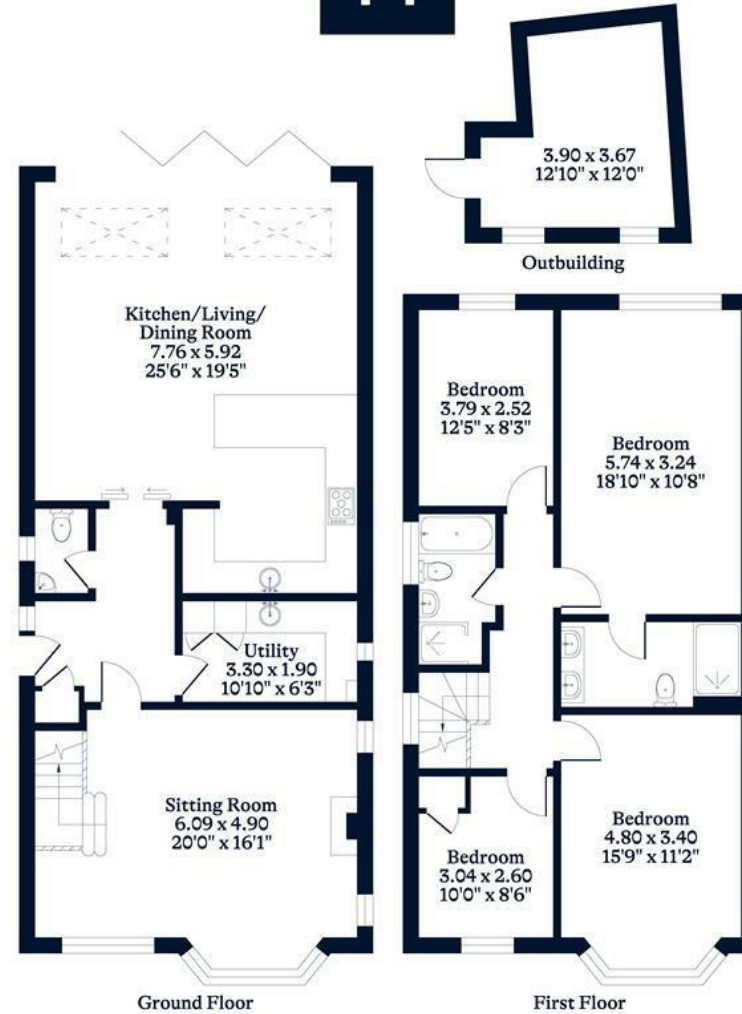 3.90 x 3.67
12'10" x 12'0"
Outbuilding
Kitchen/Living/
Dining Room
7.76 x 5.92
25'6" x 19'5"
Utility
3.30 x 1.90
10'10" x 6'3"
Sitting Room
6.09 x 4.90
20'0" x 16'1"
Ground Floor
Bedroom
3.79 x 2.52
12'5" x 8'3"
Bedroom
5.74 x 3.24
18'10" x 10'8"
Bedroom
3.04 x 2.60
10'0" x 8'6"
Bedroom
4.80 x 3.40
15'9" x 11'2"
First Floor